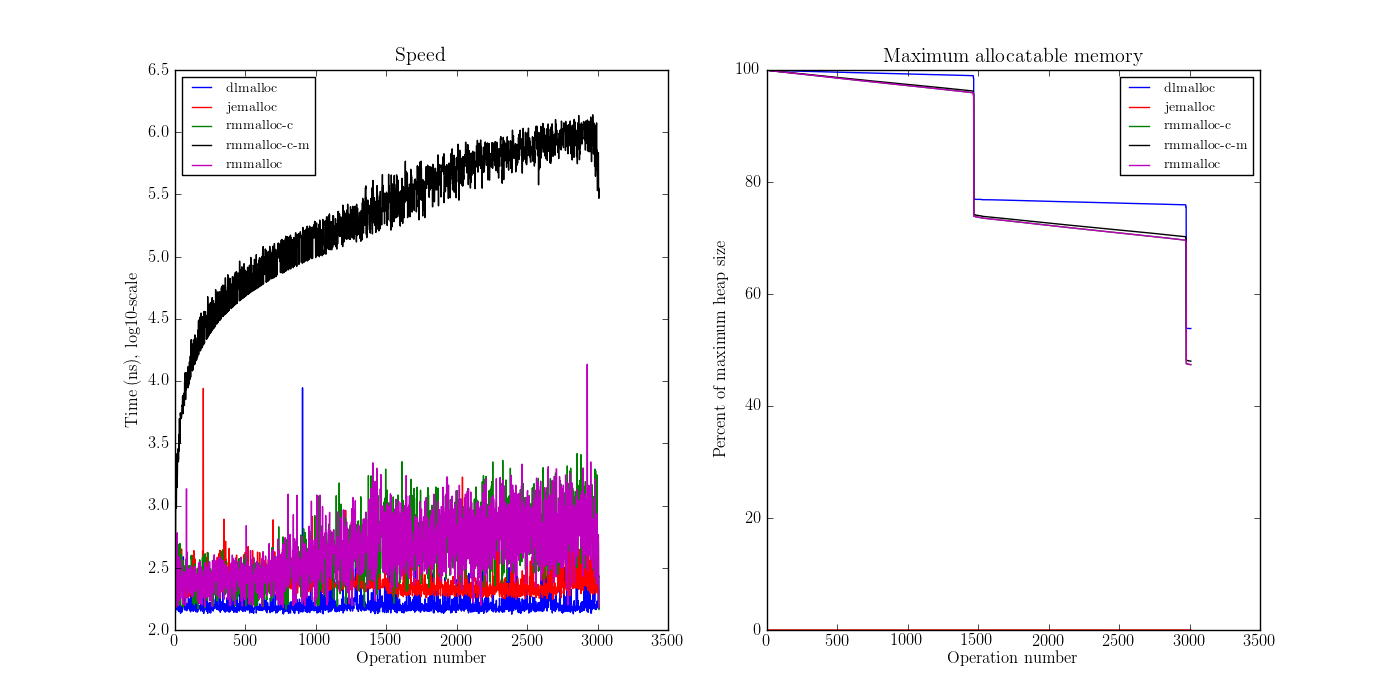 Speed
6.5
6.0
5.5
5.0
4.5
4.0
3.5
3.0
2.5
2.0
Time (ns), log10-scale
dlmalloc
jemalloc
rmmalloc-c
rmmalloc-c-m
rmmalloc
0
500
1000
1500
2000
2500
3000
3500
Operation number
Maximum allocatable memory
100
80
60
40
20
0
Percent of maximum heap size
dlmalloc
jemalloc
rmmalloc-c
rmmalloc-c-m
rmmalloc
0
500
1000
1500
2000
2500
3000
3500
Operation number